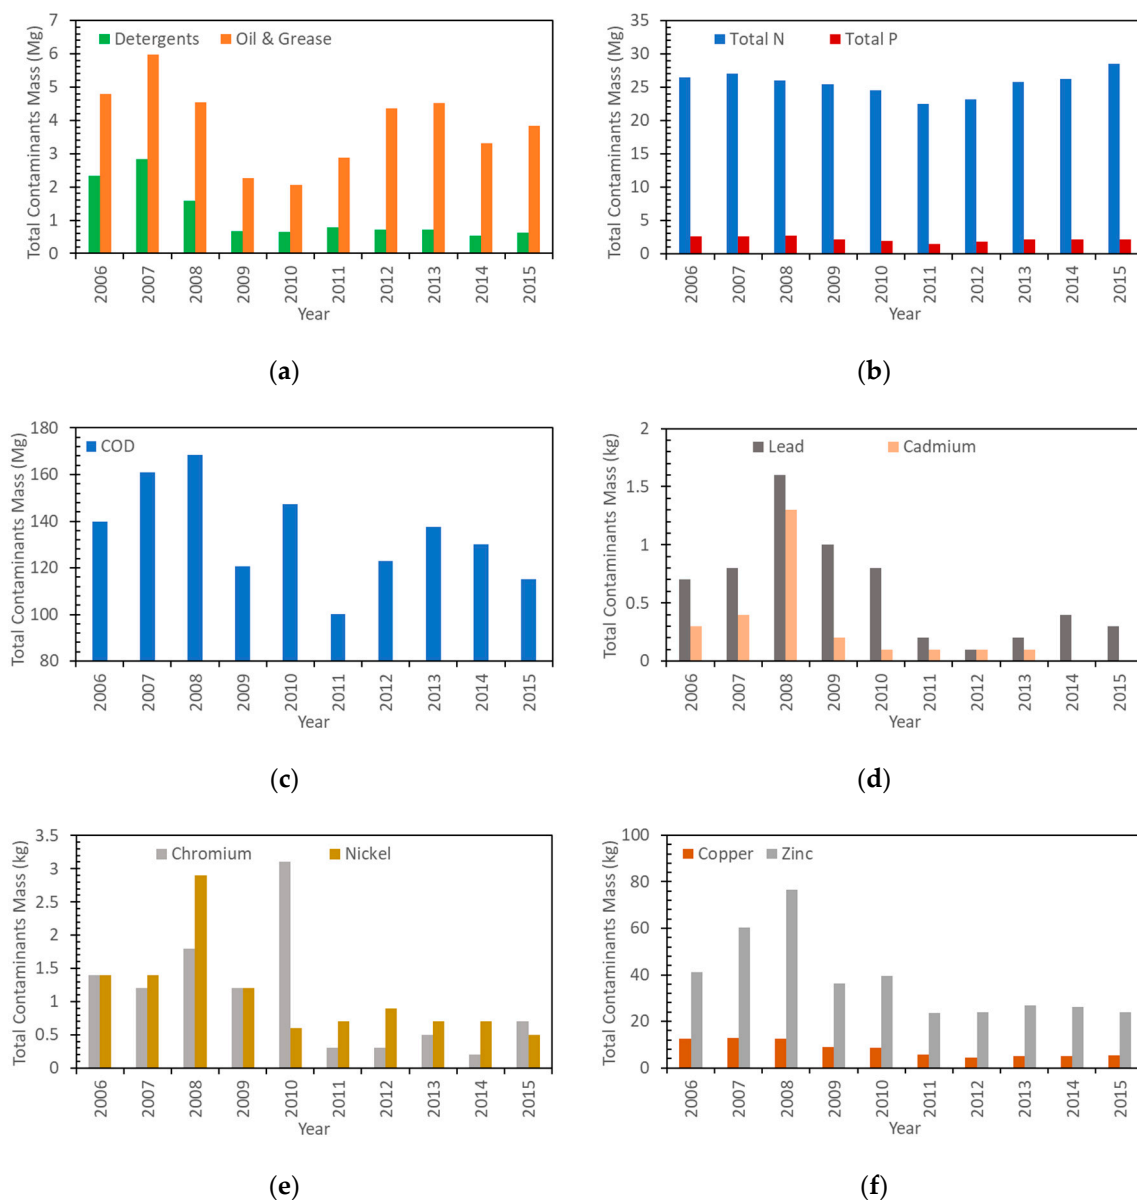 Total Contaminants Mass (Mg)
7
6
5
4
3
2
1
0
Detergents Oil & Grease
2006 2007 2008 2009 2010 2011 2012 2013 2014 2015
Year
(a)
Total Contaminants Mass (Mg)
35
30
25
20
15
10
5
0
Total N Total P
2006 2007 2008 2009 2010 2011 2012 2013 2014 2015
Year
(b)
Total Contaminants Mass (Mg)
180
160
140
120
100
80
COD
2006 2007 2008 2009 2010 2011 2012 2013 2014 2015
Year
(c)
Total Contaminants Mass (kg)
2
1.5
1
0.5
0
Lead Cadmium
2006 2007 2008 2009 2010 2011 2012 2013 2014 2015
Year
(d)
Total Contaminants Mass (kg)
3.5
3
2.5
2
1.5
1
0.5
0
Chromium Nickel
2006 2007 2008 2009 2010 2011 2012 2013 2014 2015
Year
(e)
Total Contaminants Mass (kg)
100
80
60
40
20
0
Copper Zinc
2006 2007 2008 2009 2010 2011 2012 2013 2014 2015
Year
(f)